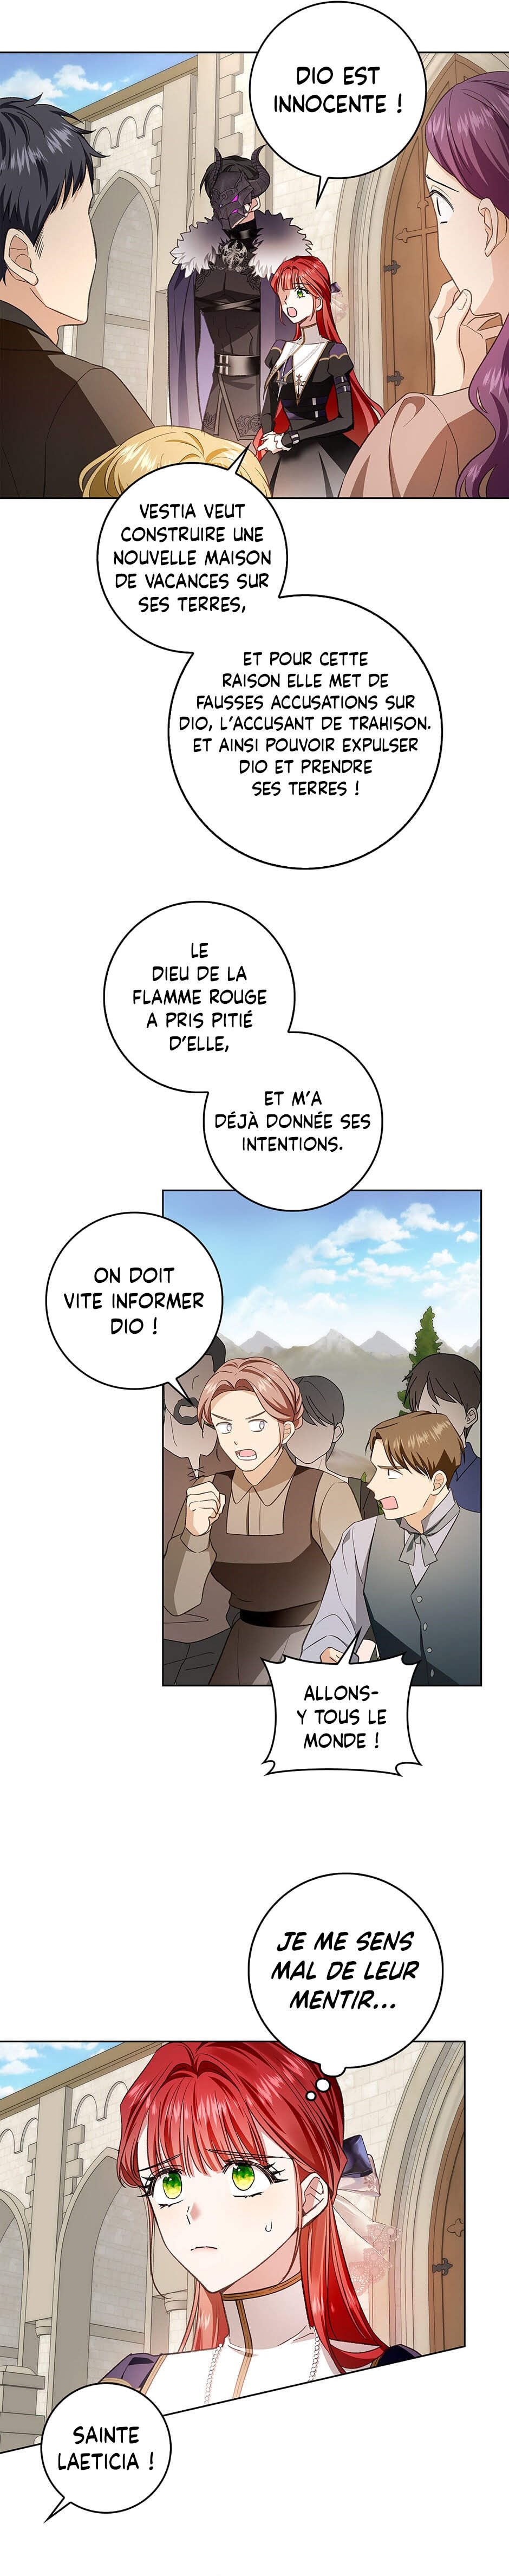 DIO EST
INNOCENTE !
VESTIA VEUT
CONSTRUIRE UNE
NOUVELLE MAISON
DE VACANCES SUR
SES TERRES,
ET POUR CETTE
RAISON ELLE MET DE
FAUSSES ACCUSATIONS SUR
DIO, L'ACCUSANT DE TRAHISON.
ET AINSI POUVOIR EXPULSER
DIO ET PRENDRE
SES TERRES !
LE
DIEU DE LA
FLAMME ROUGE
A PRIS PITIÉ
D'ELLE,
ET M'A
DÉJÀ DONNÉE SES
INTENTIONS.
ON DOIT
VITE INFORMER
DIO !
ALLONS-
Y TOUS LE
MONDE !
JE ME SENS
MAL DE LEUR
MENTIR...
SAINTE
LAETICIA !